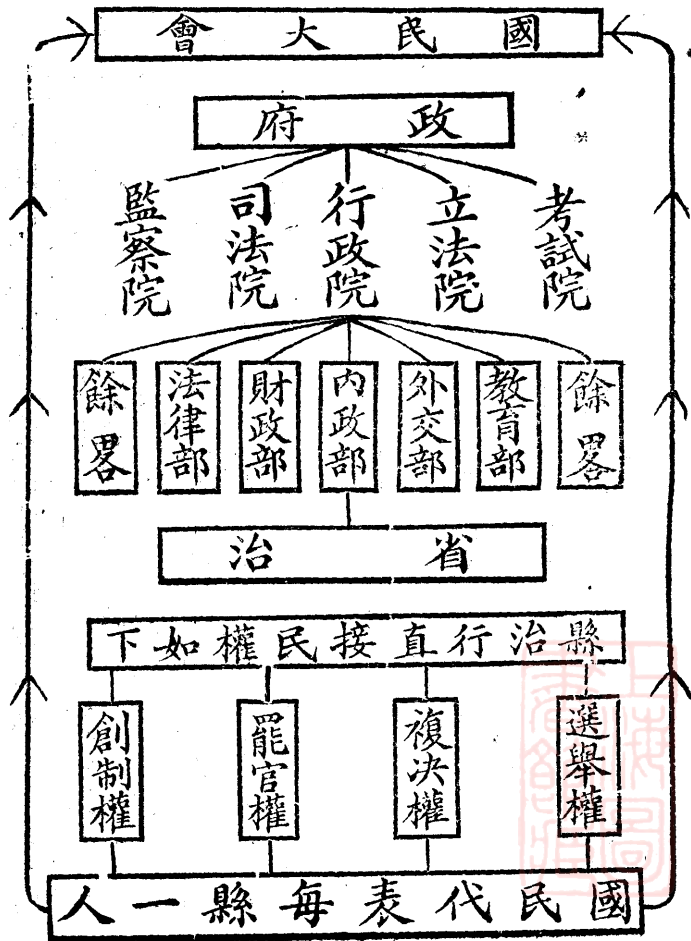 國民大會
政府
考試院
立法院
行政院
司法院
監察院
餘畧
教育部
外交部
內政部
財政部
法律部
餘畧
省治
縣治行直接民權如下
選舉權
複決權
罷官權
創制權
國民代表每縣一人